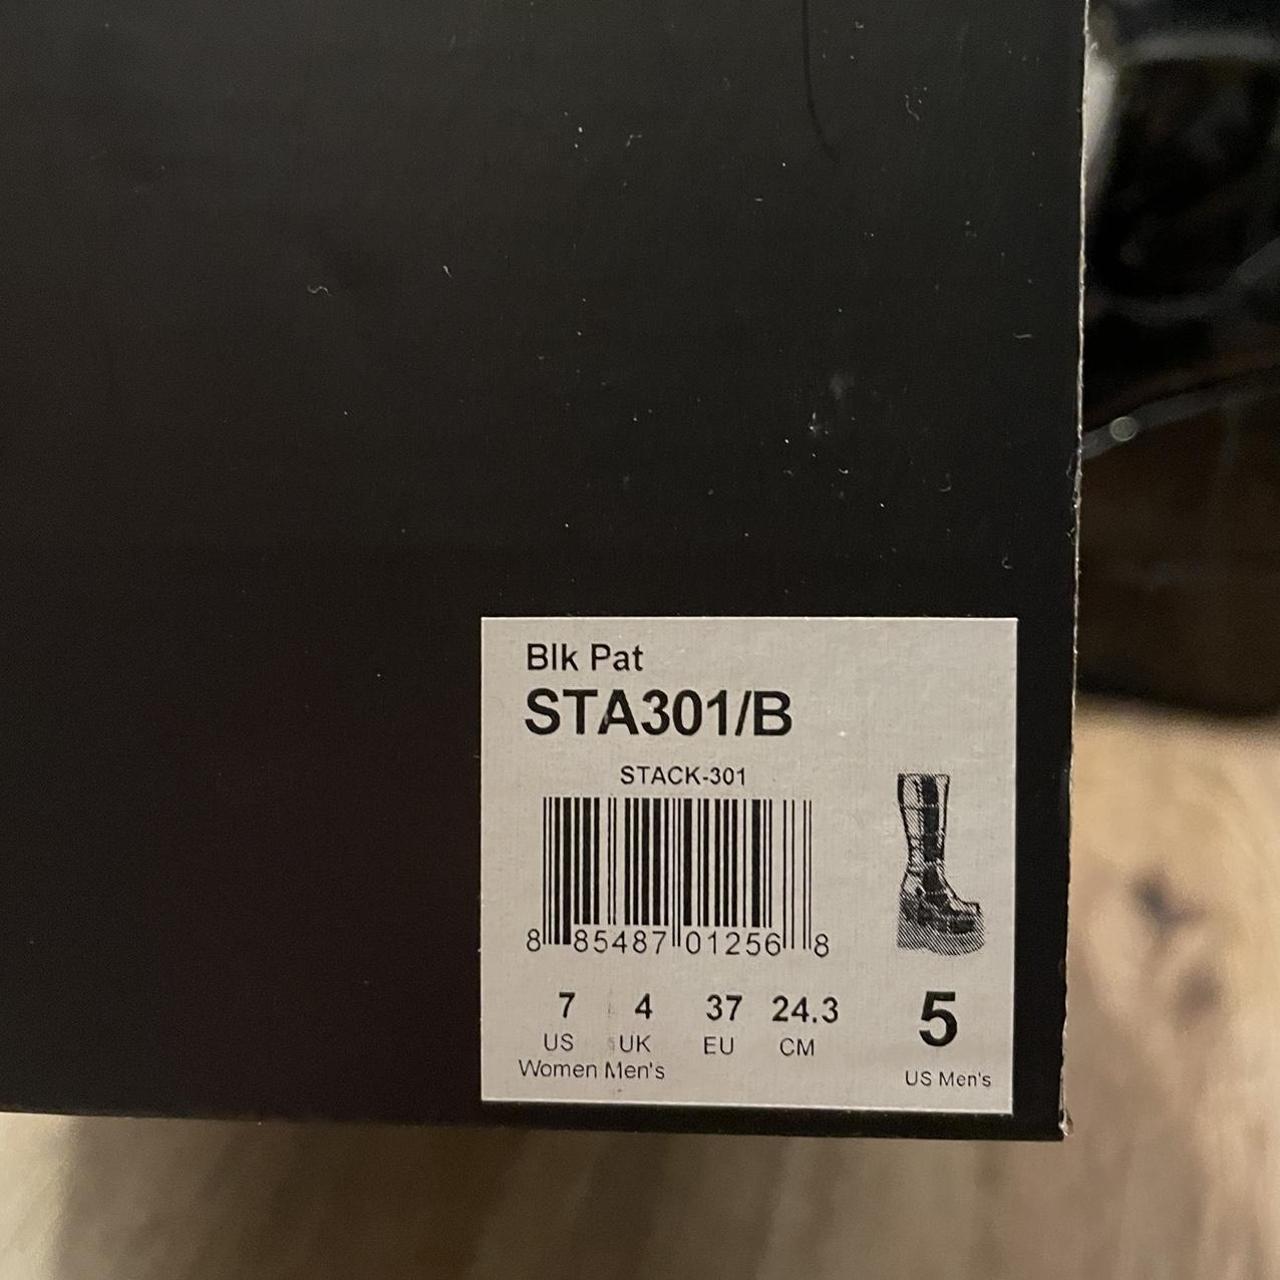 Blk Pat
STA301/B
STACK-301
8 85487 01256 8
7 4 37 24.3 5
US UK EU CM
Women Men's US Men's